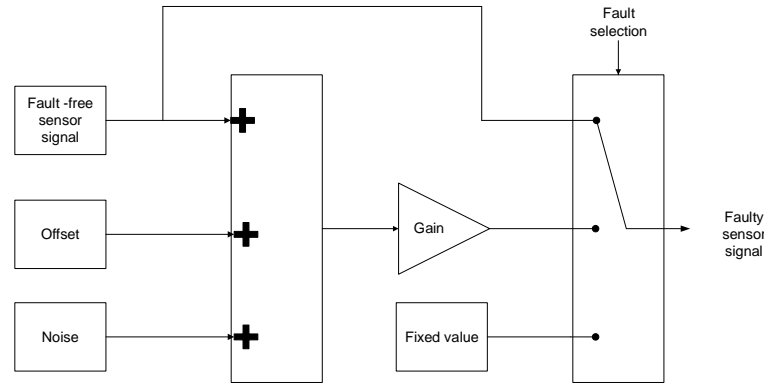 Fault
selection
Fault -free
sensor
signal
Offset
Gain
Faulty
sensor
signal
Noise
Fixed value